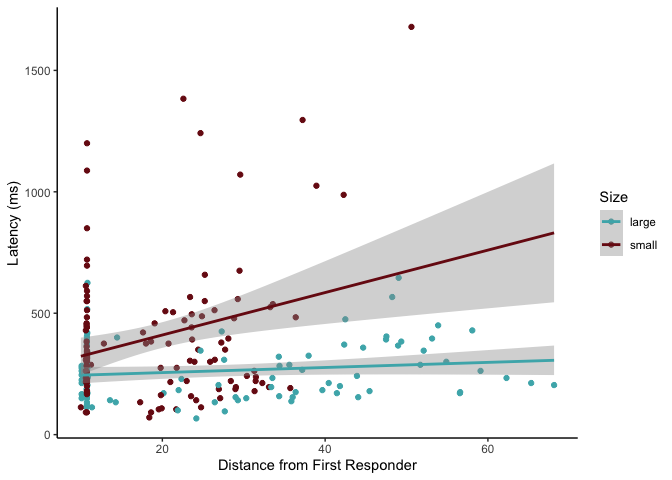 1500
1000
500
0
Latency (ms)
20
40
60
Distance from First Responder
Size
large
small